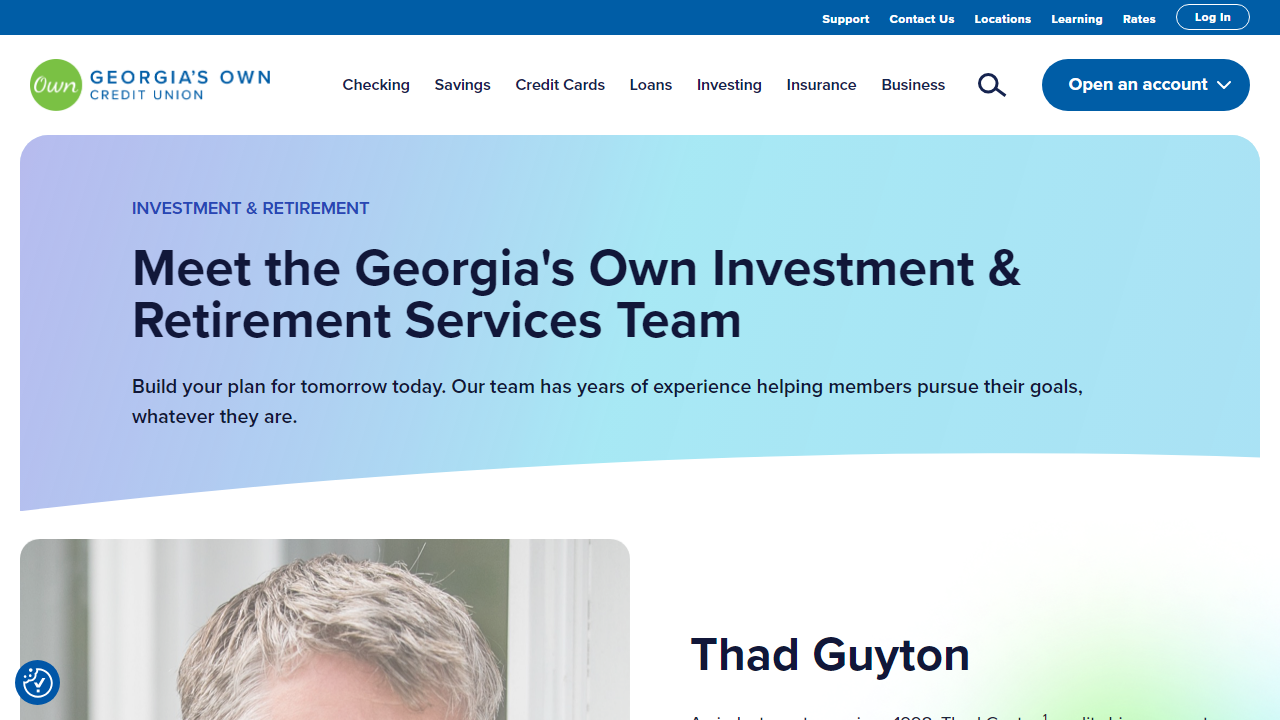 Support Contact Us Locations Learning Rates Log In
Own GEORGIA'S OWN
CREDIT UNION
Checking Savings Credit Cards Loans Investing Insurance Business Open an account
INVESTMENT & RETIREMENT
Meet the Georgia's Own Investment &
Retirement Services Team
Build your plan for tomorrow today. Our team has years of experience helping members pursue their goals,
whatever they are.
Thad Guyton